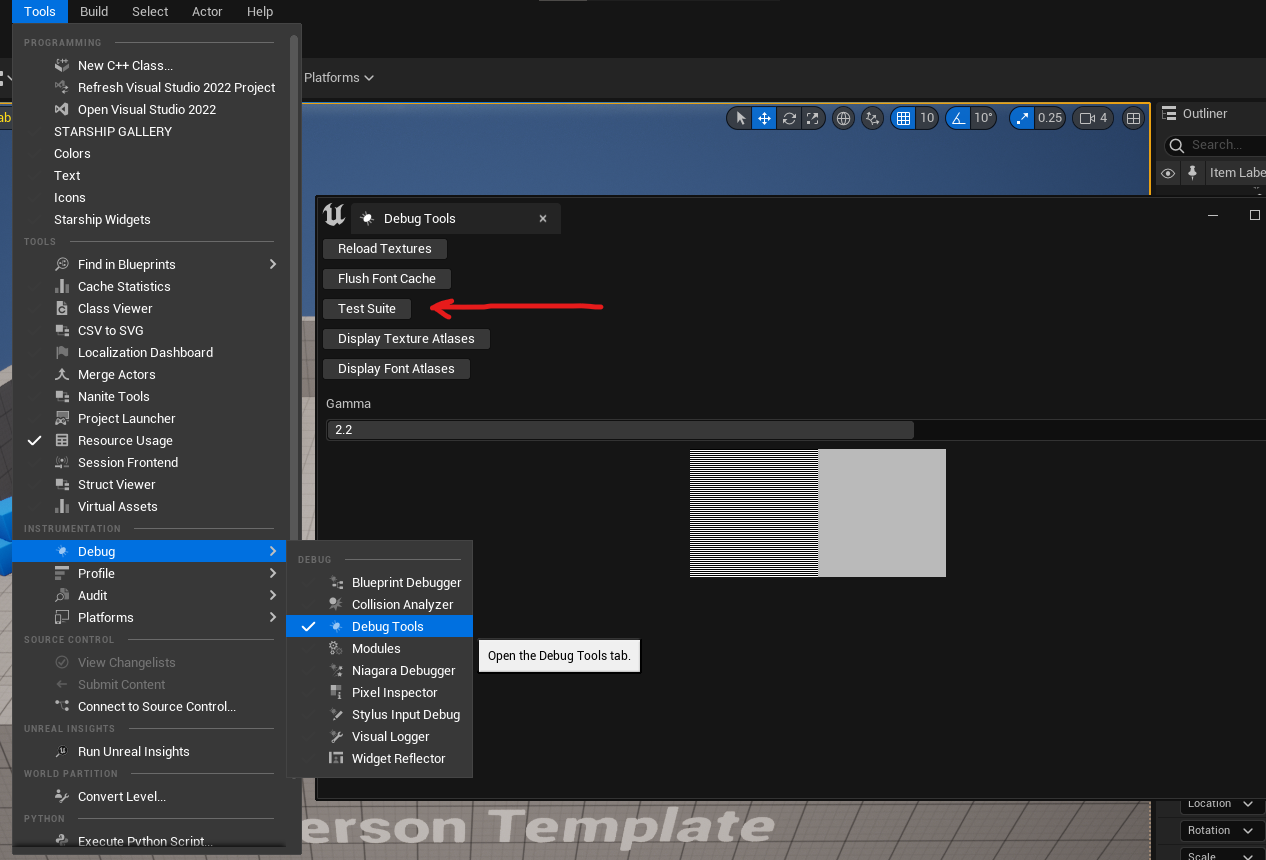 Tools Build Select Actor Help
PROGRAMMING
New C++ Class...
Refresh Visual Studio 2022 Project
Open Visual Studio 2022
STARSHIP GALLERY
Colors
Text
Icons
Starship Widgets
TOOLS
Find in Blueprints
Cache Statistics
Class Viewer
CSV to SVG
Localization Dashboard
Merge Actors
Nanite Tools
Project Launcher
Resource Usage
Session Frontend
Struct Viewer
Virtual Assets
INSTRUMENTATION
Debug
Profile
Audit
Platforms
SOURCE CONTROL
View Changelists
Submit Content
Connect to Source Control...
UNREAL INSIGHTS
Run Unreal Insights
WORLD PARTITION
Convert Level...
PYTHON
Execute Python Script...
DEBUG
Blueprint Debugger
Collision Analyzer
Debug Tools
Modules
Niagara Debugger
Pixel Inspector
Stylus Input Debug
Visual Logger
Widget Reflector
Open the Debug Tools tab.
Platforms
ab
10 10° 0.25 4
Debug Tools
Reload Textures
Flush Font Cache
Test Suite
Display Texture Atlases
Display Font Atlases
Gamma
2.2
Outliner
Search...
Item Labe
Location
Rotation
Scale
erson Template